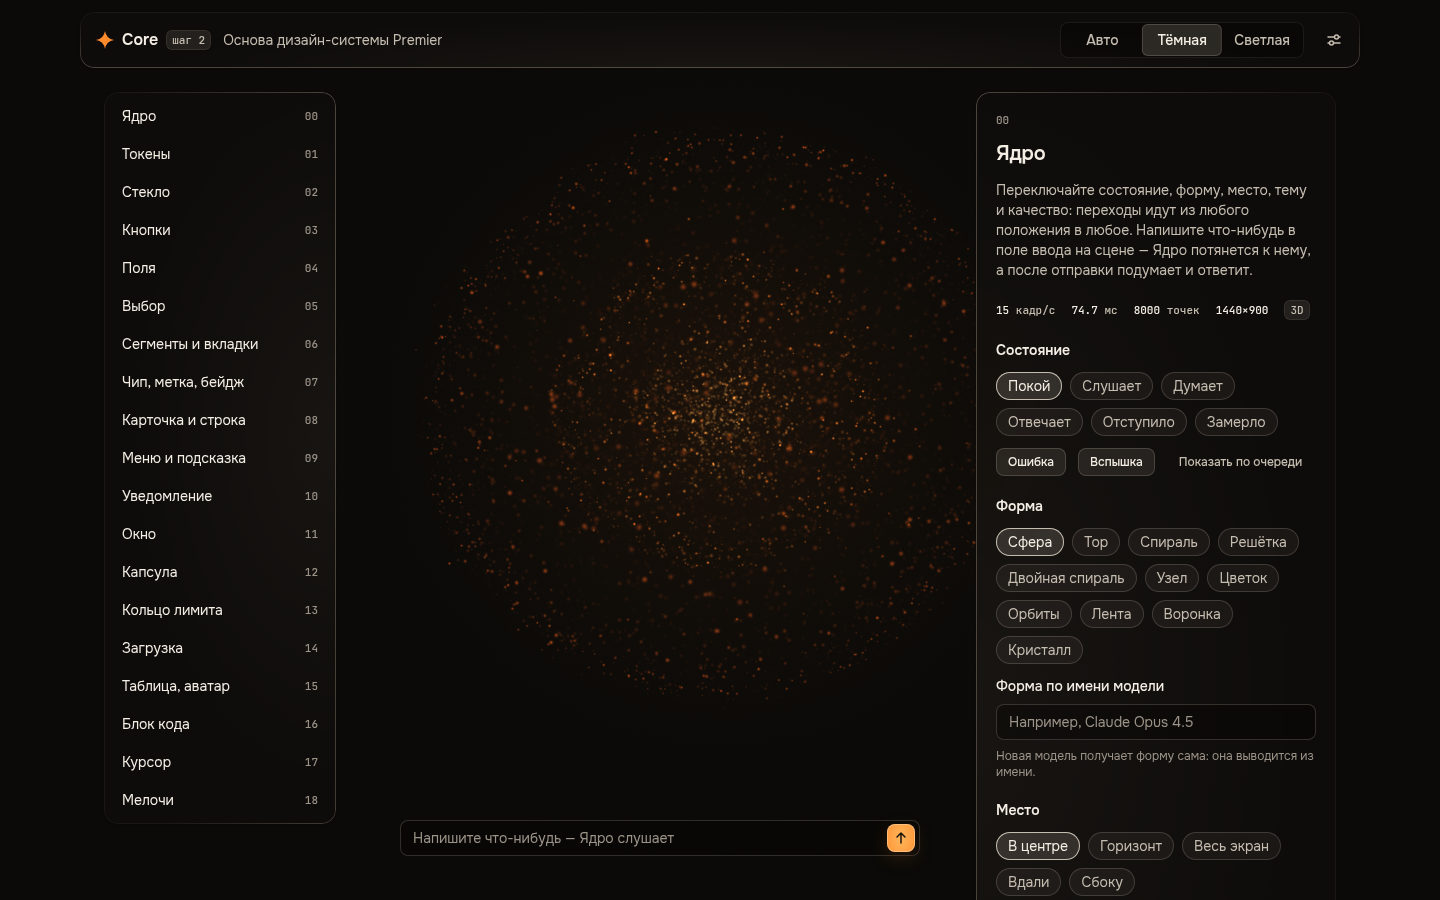 Core шаг 2 Основа дизайн-системы Premier
Авто Тёмная Светлая
Ядро 00
Токены 01
Стекло 02
Кнопки 03
Поля 04
Выбор 05
Сегменты и вкладки 06
Чип, метка, бейдж 07
Карточка и строка 08
Меню и подсказка 09
Уведомление 10
Окно 11
Капсула 12
Кольцо лимита 13
Загрузка 14
Таблица, аватар 15
Блок кода 16
Курсор 17
Мелочи 18
Напишите что-нибудь — Ядро слушает
00
Ядро
Переключайте состояние, форму, место, тему
и качество: переходы идут из любого
положения в любое. Напишите что-нибудь в
поле ввода на сцене — Ядро потянется к нему,
а после отправки подумает и ответит.
15 кадр/с 74.7 мс 8000 точек 1440×900 3D
Состояние
Покой Слушает Думает
Отвечает Отступило Замерло
Ошибка Вспышка Показать по очереди
Форма
Сфера Тор Спираль Решётка
Двойная спираль Узел Цветок
Орбиты Лента Воронка
Кристалл
Форма по имени модели
Например, Claude Opus 4.5
Новая модель получает форму сама: она выводится из
имени.
Место
В центре Горизонт Весь экран
Вдали Сбоку